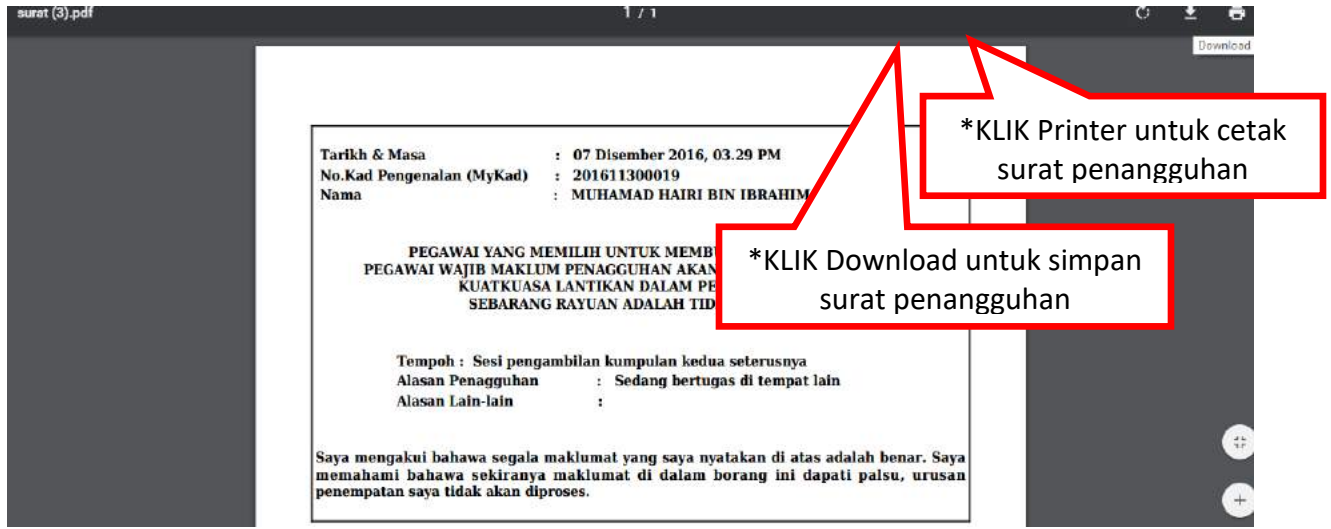 surat (3).pdf
1 / 1
Download
*KLIK Printer untuk cetak
surat penangguhan
Tarikh & Masa : 07 Disember 2016, 03.29 PM
No.Kad Pengenalan (MyKad) : 201611300019
Nama : MUHAMAD HAIRI BIN IBRAHIM
*KLIK Download untuk simpan
surat penangguhan
PEGAWAI YANG MEMILIH UNTUK
PEGAWAI WAJIB MAKLUM PENAGGUHAN AKAN
KUATKUASA LANTIKAN DALAM
SEBARANG RAYUAN ADALAH
Tempoh : Sesi pengambilan kumpulan kedua seterusnya
Alasan Penagguhan : Sedang bertugas di tempat lain
Alasan Lain-lain :
Saya mengakui bahawa segala maklumat yang saya nyatakan di atas adalah benar. Saya
memahami bahawa sekiranya maklumat di dalam borang ini dapati palsu, urusan
penempatan saya tidak akan diproses.